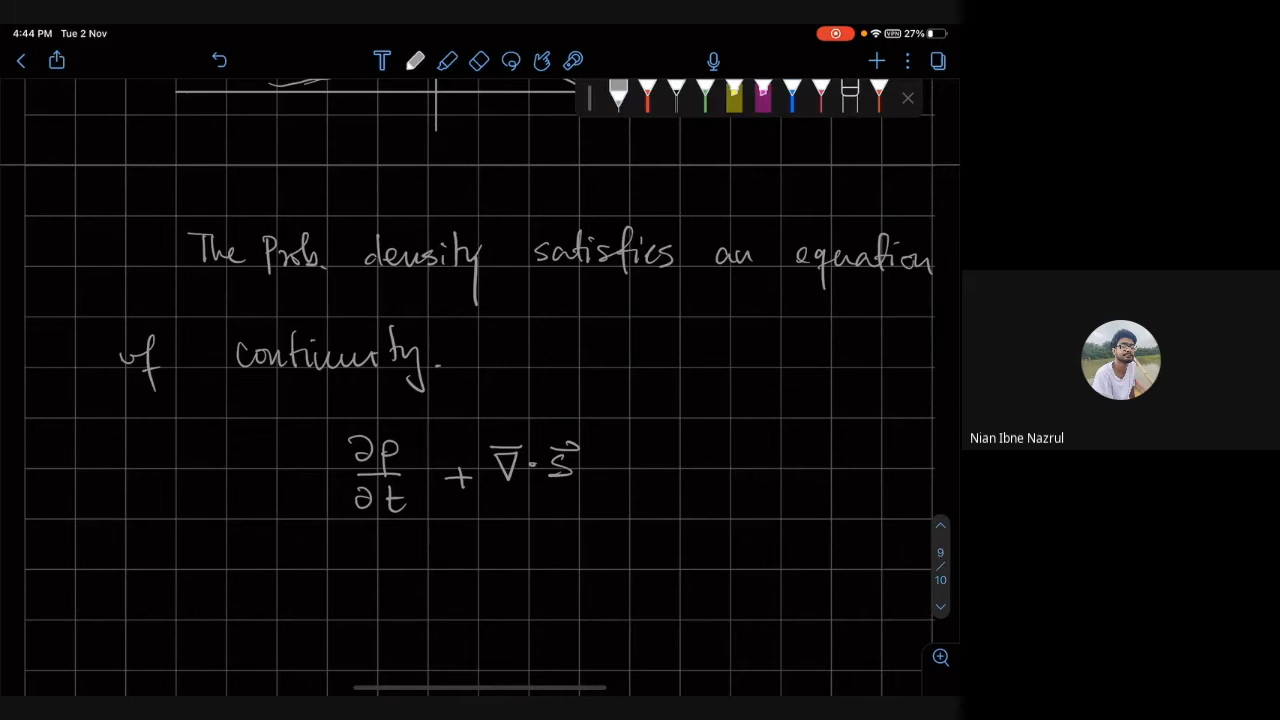 4:44 PM Tue 2 Nov
VPN 27%
The Prob. density satisfies an equation
of continuity.
∂ρ/∂t + ∇̅ · S⃗
9
/
10
Nian Ibne Nazrul